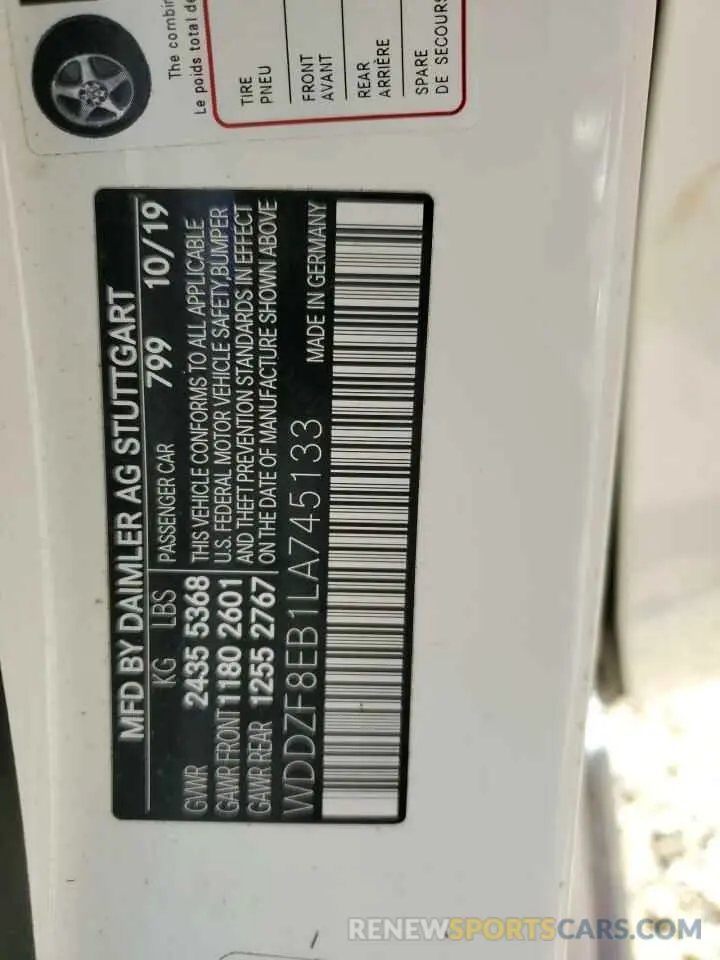 The combin
Le poids total de
TIRE
PNEU
FRONT
AVANT
REAR
ARRIÈRE
SPARE
DE SECOURS
MFD BY DAIMLER AG STUTTGART
KG LBS PASSENGER CAR 799 10/19
GVWR 2435 5368 THIS VEHICLE CONFORMS TO ALL APPLICABLE
GAWR FRONT 1180 2601 U.S. FEDERAL MOTOR VEHICLE SAFETY,BUMPER
AND THEFT PREVENTION STANDARDS IN EFFECT
GAWR REAR 1255 2767 ON THE DATE OF MANUFACTURE SHOWN ABOVE
WDDZF8EB1LA745133 MADE IN GERMANY
RENEWSPORTSCARS.COM